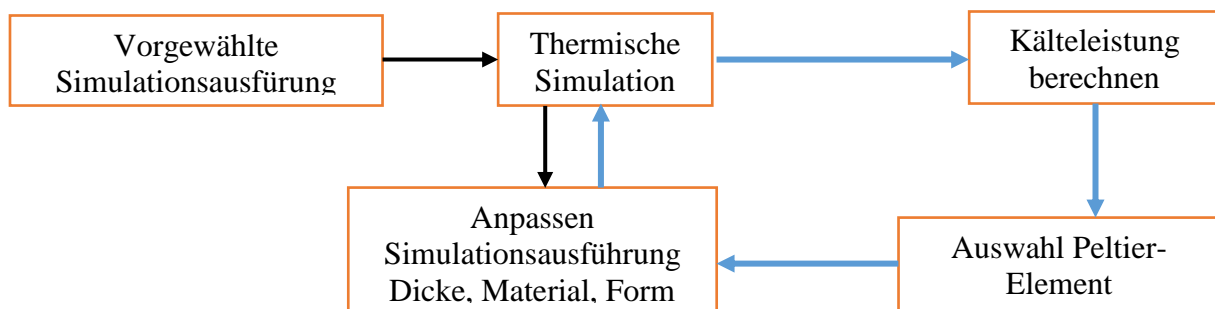 Vorgewählte
Simulationsausfürung
Thermische
Simulation
Kälteleistung
berechnen
Anpassen
Simulationsausführung
Dicke, Material, Form
Auswahl Peltier-
Element